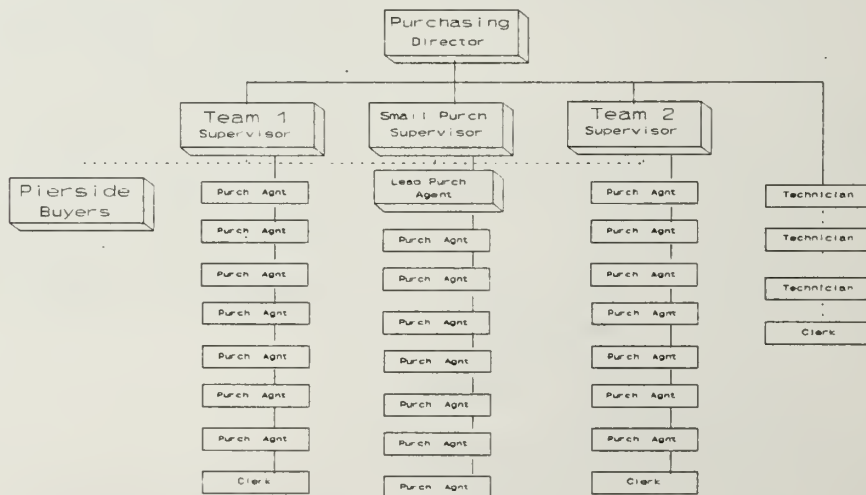 Purchasing
Director
Team 1
Supervisor
Small Purch
Supervisor
Team 2
Supervisor
Pierside
Buyers
Purch Agnt
Purch Agnt
Purch Agnt
Purch Agnt
Purch Agnt
Purch Agnt
Purch Agnt
Clerk
Lead Purch
Agent
Purch Agnt
Purch Agnt
Purch Agnt
Purch Agnt
Purch Agnt
Purch Agnt
Purch Agnt
Purch Agnt
Purch Agnt
Purch Agnt
Purch Agnt
Purch Agnt
Purch Agnt
Purch Agnt
Clerk
Technician
Technician
Technician
Clerk